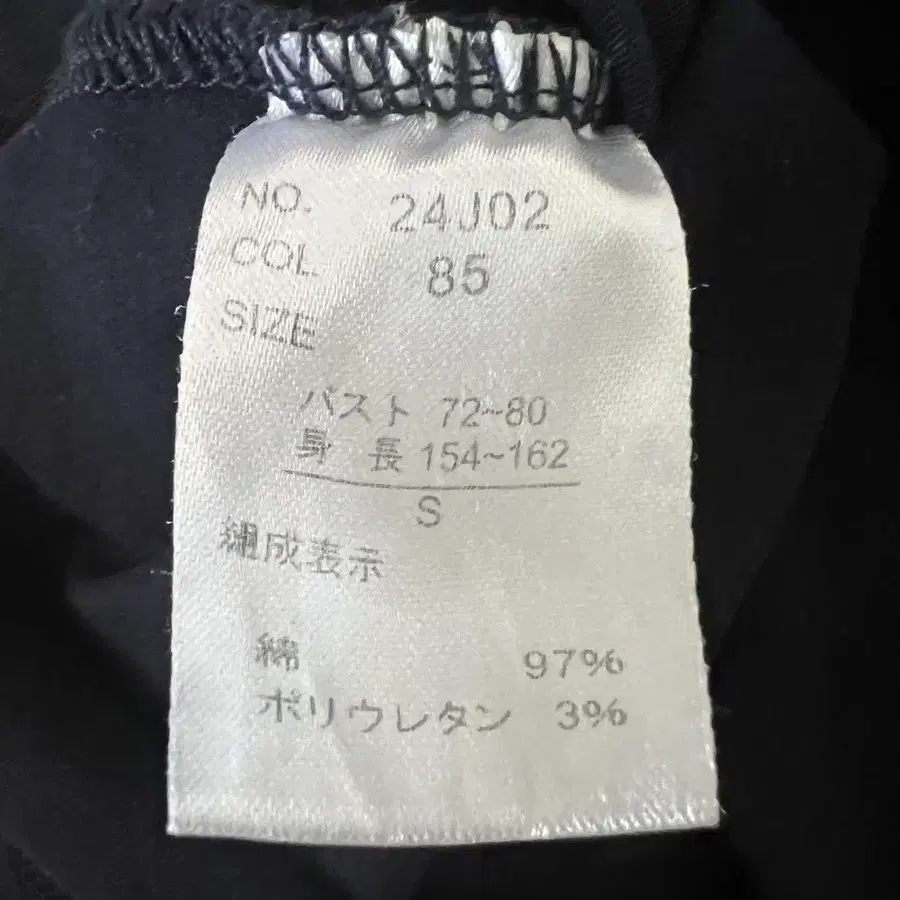 NO. 24J02
COL 85
SIZE
バスト 72~80
身 長 154~162
S
組成表示
綿 97%
ポリウレタン 3%